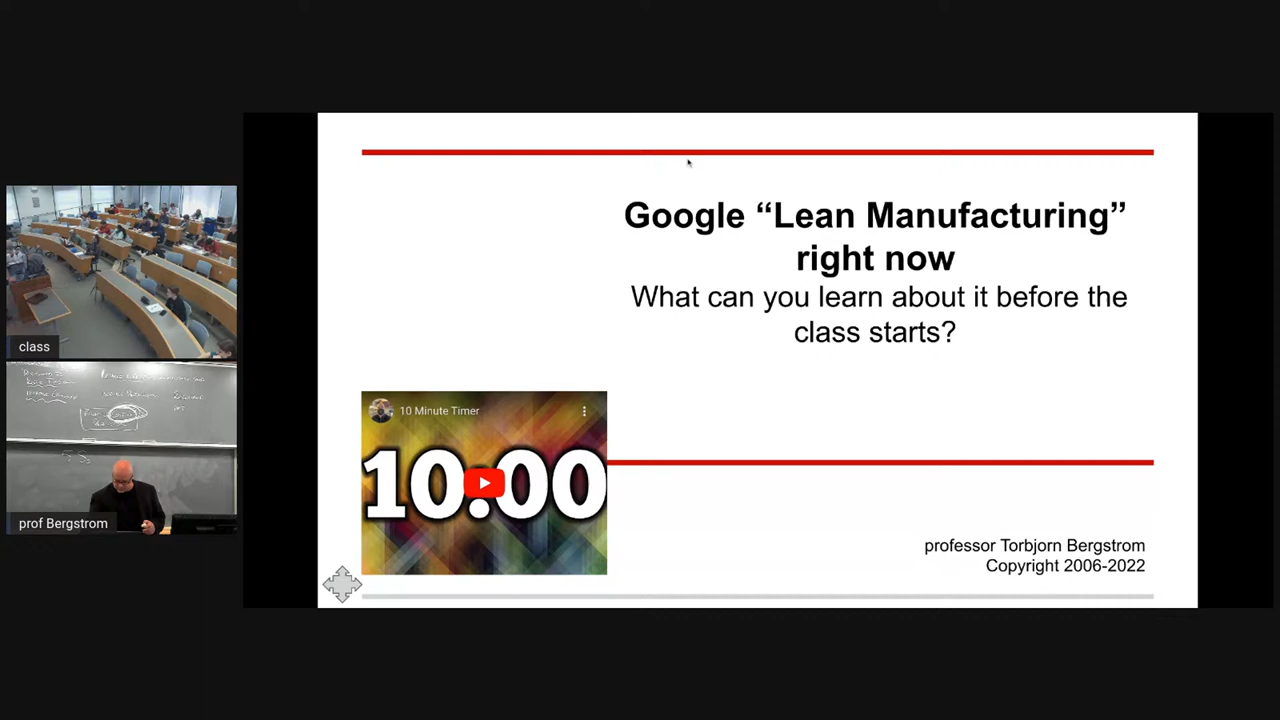 Google “Lean Manufacturing”
right now
What can you learn about it before the
class starts?
10 Minute Timer
10:00
professor Torbjorn Bergstrom
Copyright 2006-2022
class
prof Bergstrom